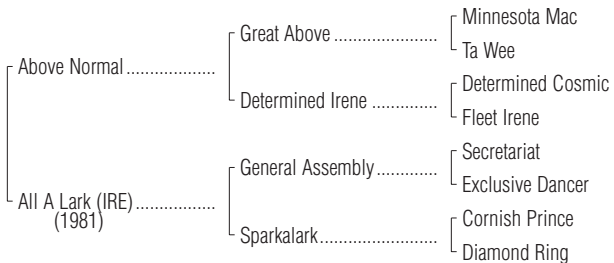 Minnesota Mac
Great Above ....................
Ta Wee
Above Normal .................
Determined Cosmic
Determined Irene .............
Fleet Irene
Secretariat
General Assembly ............
Exclusive Dancer
All A Lark (IRE) ...............
(1981)
Cornish Prince
Sparkalark .......................
Diamond Ring